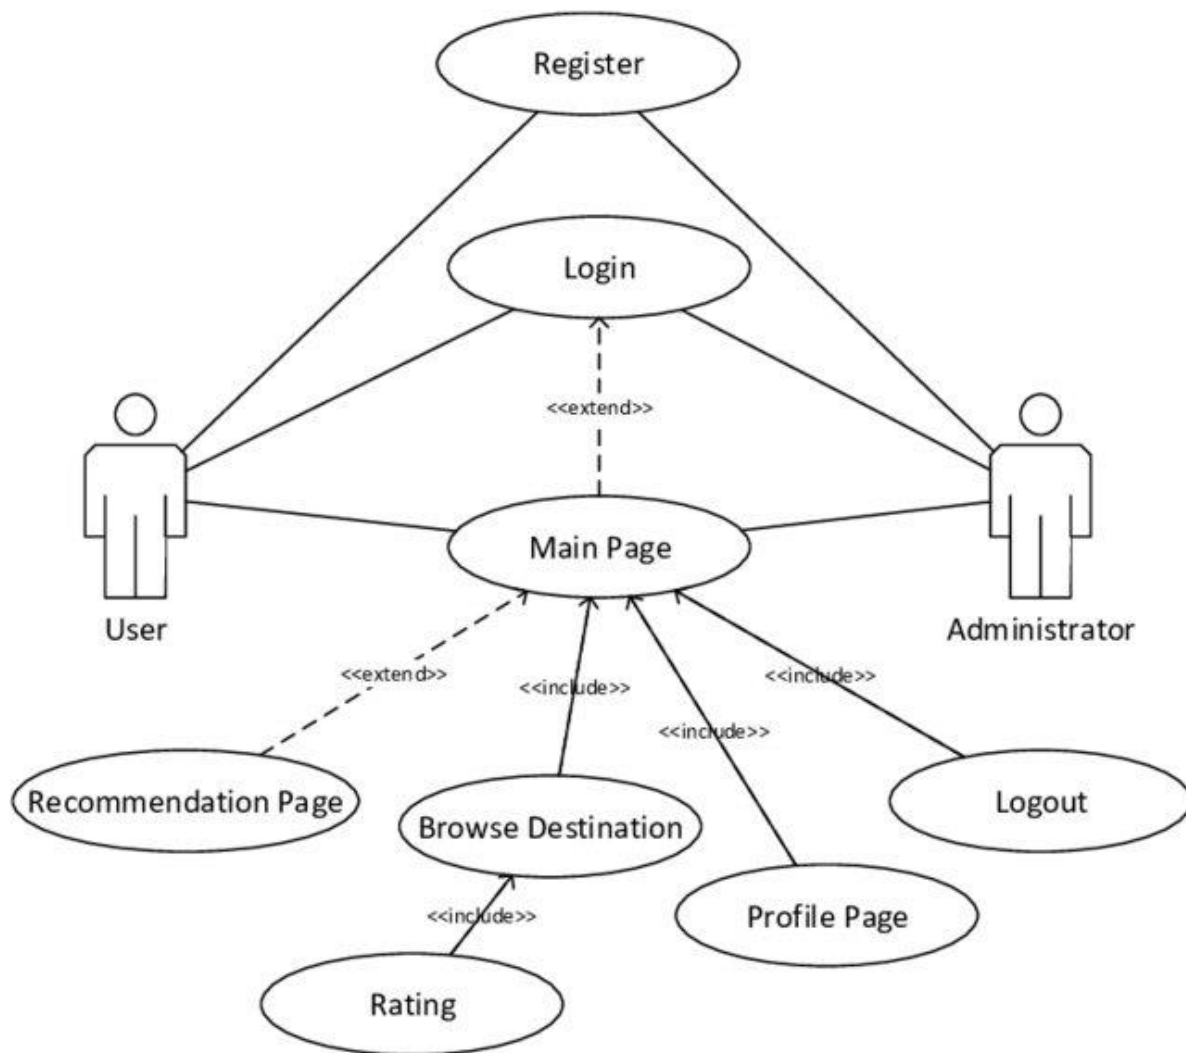 Register
Login
<<extend>>
Main Page
User
Administrator
<<extend>>
<<include>>
<<include>>
<<include>>
Recommendation Page
Browse Destination
Logout
<<include>>
Profile Page
Rating